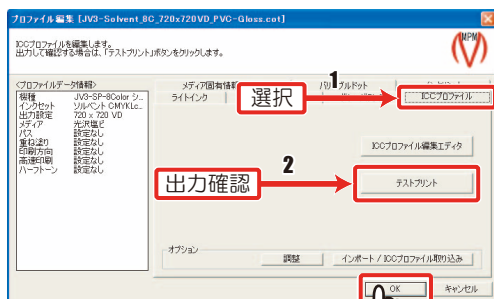 プロファイル編集 [JV3-Solvent_8C_720x720VD_PVC-Gloss.cot]
ICCプロファイルを編集します。
出力して確認する場合は、「テストプリント」ボタンをクリックます。
MPM
<プロファイルデータ情報>
機種 JV3-SP-8Color シ...
インクセット ソルベント CMYKLc..
出力設定 720 x 720 VD
メディア 光沢塩ビ
パス 設定なし
重ね塗り 設定なし
印刷方向 設定なし
高速印刷 設定なし
ハーフトーン 設定なし
メディア固有情報
ライトインク
1
選択
ICCプロファイル
ICCプロファイル編集エディタ
2
出力確認
テストプリント
オプション
調整
インポート / ICCプロファイル取り込み
OK
キャンセル